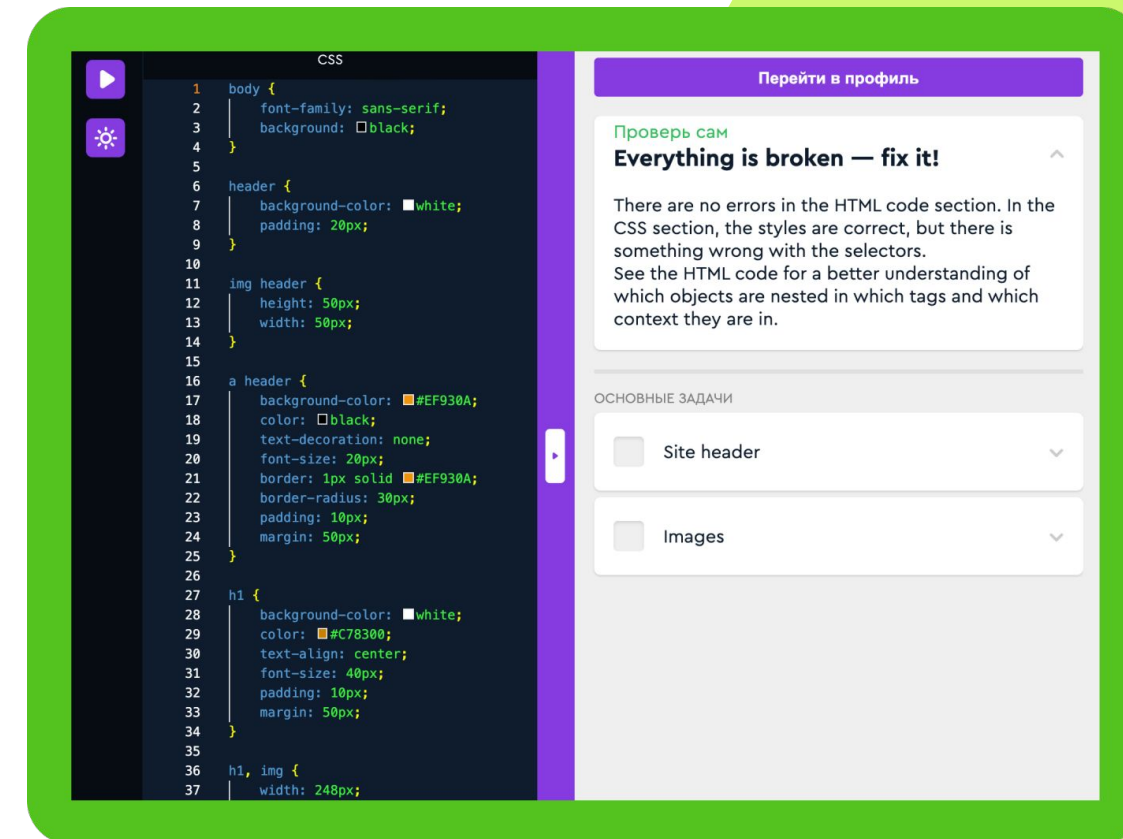 CSS
1 body {
2 font-family: sans-serif;
3 background: black;
4 }
5
6 header {
7 background-color: white;
8 padding: 20px;
9 }
10
11 img header {
12 height: 50px;
13 width: 50px;
14 }
15
16 a header {
17 background-color: #EF930A;
18 color: black;
19 text-decoration: none;
20 font-size: 20px;
21 border: 1px solid #EF930A;
22 border-radius: 30px;
23 padding: 10px;
24 margin: 50px;
25 }
26
27 h1 {
28 background-color: white;
29 color: #C78300;
30 text-align: center;
31 font-size: 40px;
32 padding: 10px;
33 margin: 50px;
34 }
35
36 h1, img {
37 width: 248px;
Перейти в профиль
Проверь сам
Everything is broken — fix it!
There are no errors in the HTML code section. In the
CSS section, the styles are correct, but there is
something wrong with the selectors.
See the HTML code for a better understanding of
which objects are nested in which tags and which
context they are in.
ОСНОВНЫЕ ЗАДАЧИ
Site header
Images